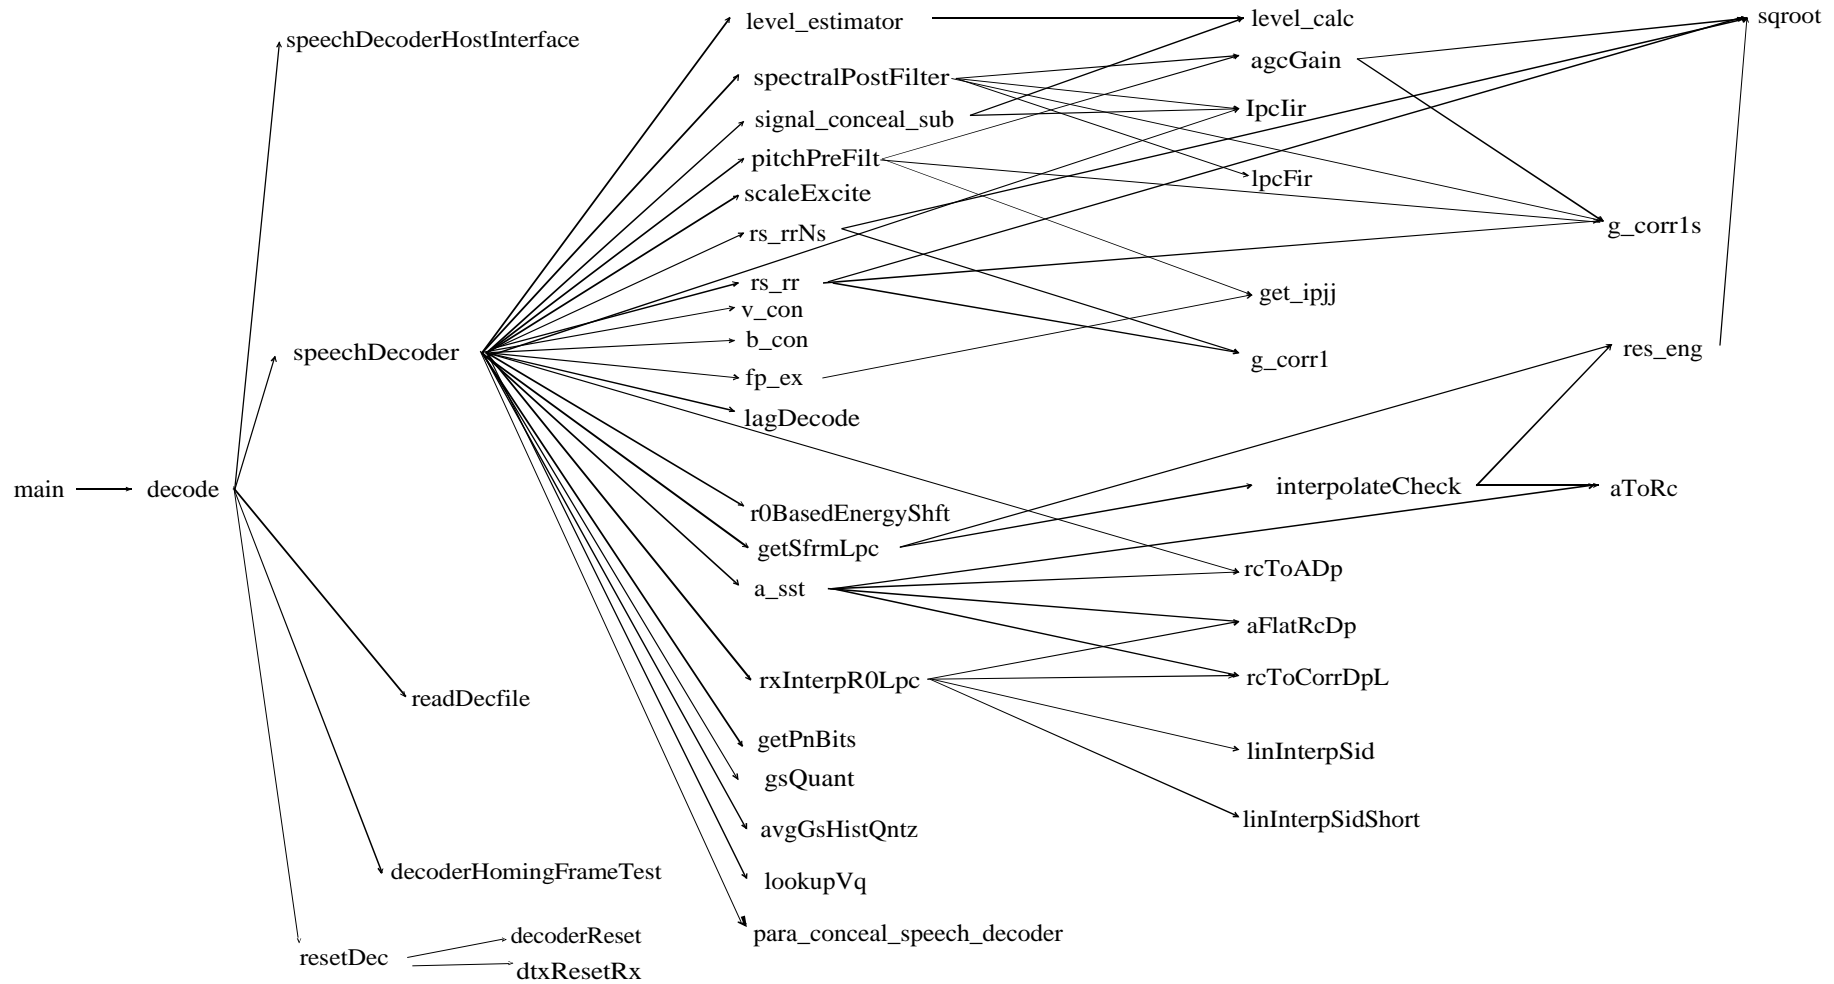 speechDecoderHostInterface
speechDecoder
main
decode
readDecfile
decoderHomingFrameTest
resetDec
decoderReset
dtxResetRx
level_estimator
spectralPostFilter
signal_conceal_sub
pitchPreFilt
scaleExcite
rs_rrNs
rs_rr
v_con
b_con
fp_ex
lagDecode
r0BasedEnergyShft
getSfrmLpc
a_sst
rxInterpR0Lpc
getPnBits
gsQuant
avgGsHistQntz
lookupVq
para_conceal_speech_decoder
level_calc
agcGain
IpcIir
lpcFir
get_ipjj
g_corr1
interpolateCheck
rcToADp
aFlatRcDp
rcToCorrDpL
linInterpSid
linInterpSidShort
sqroot
g_corr1s
res_eng
aToRc